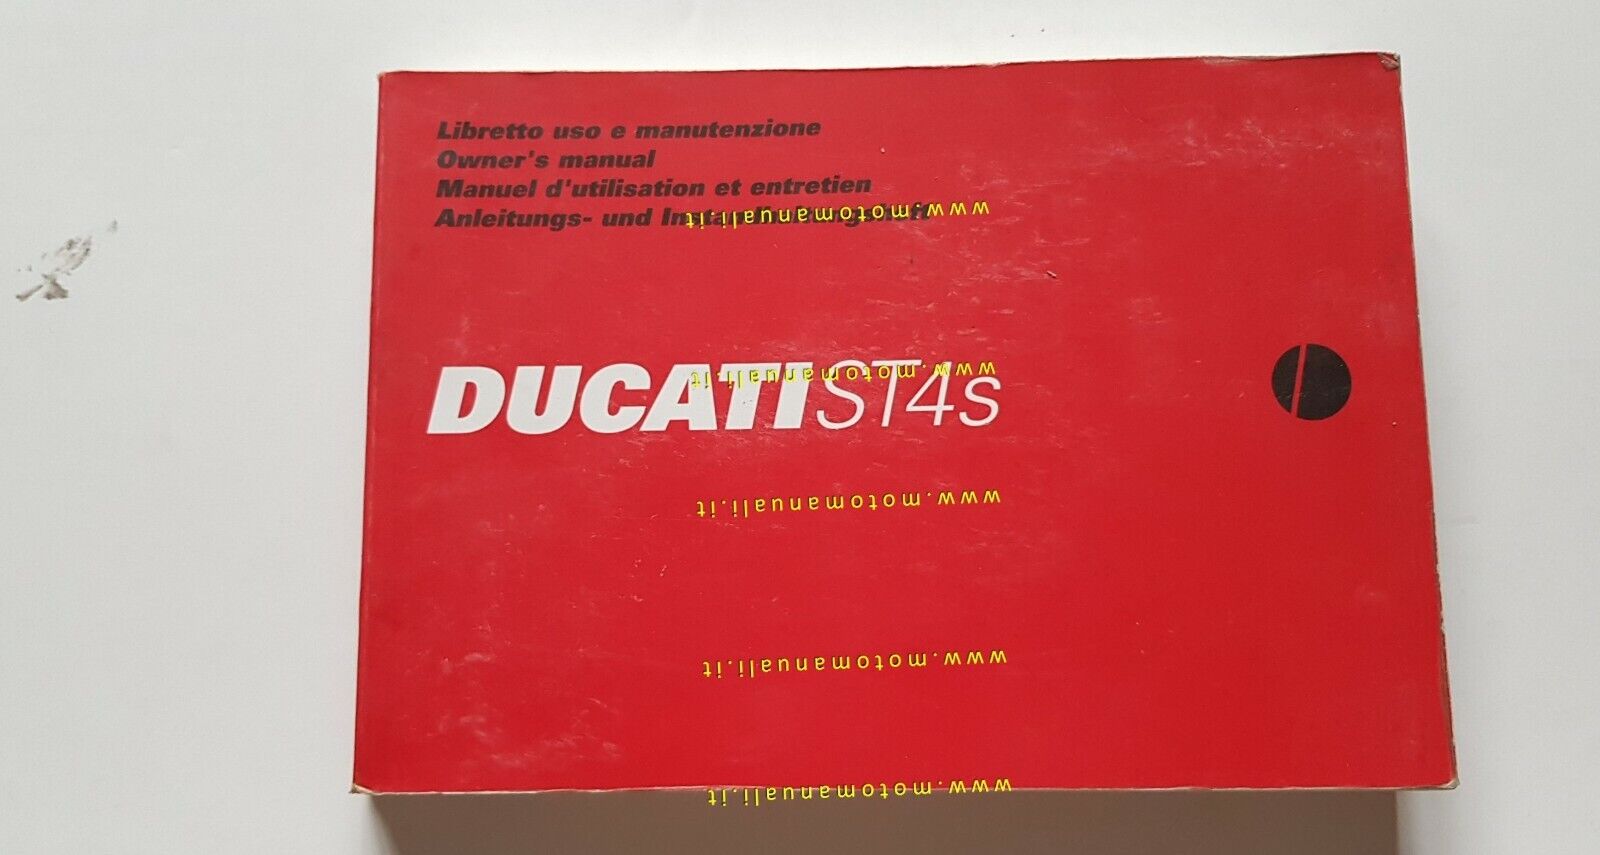 Libretto uso e manutenzione
Owner's manual
Manuel d'utilisation et entretien
Anleitungs- und Instandhaltungsheft
www.motomanuali.it
DUCATI ST4s
www.motomanuali.it
www.motomanuali.it
www.motomanuali.it
www.motomanuali.it